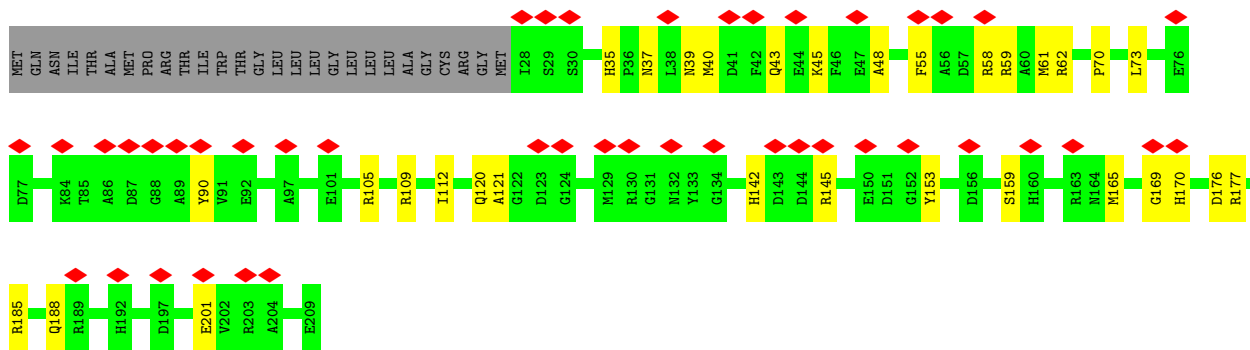 MET GLN ASN ILE THR ALA MET PRO ARG THR ILE TRP THR GLY LEU LEU LEU GLY LEU LEU LEU ALA GLY CYS ARG GLY MET I28 S29 S30 H35 P36 N37 L38 N39 M40 D41 F42 Q43 E44 K45 F46 E47 A48 F55 A56 D57 R58 R59 A60 M61 R62 P70 L73 E76
D77 K84 T85 A86 D87 G88 A89 Y90 V91 E92 A97 E101 R105 R109 I112 Q120 A121 G122 D123 G124 M129 R130 G131 N132 Y133 G134 H142 D143 D144 R145 E150 D151 G152 Y153 D156 S159 H160 R163 N164 M165 G169 H170 D176 R177
R185 Q188 R189 H192 D197 E201 V202 R203 A204 E209